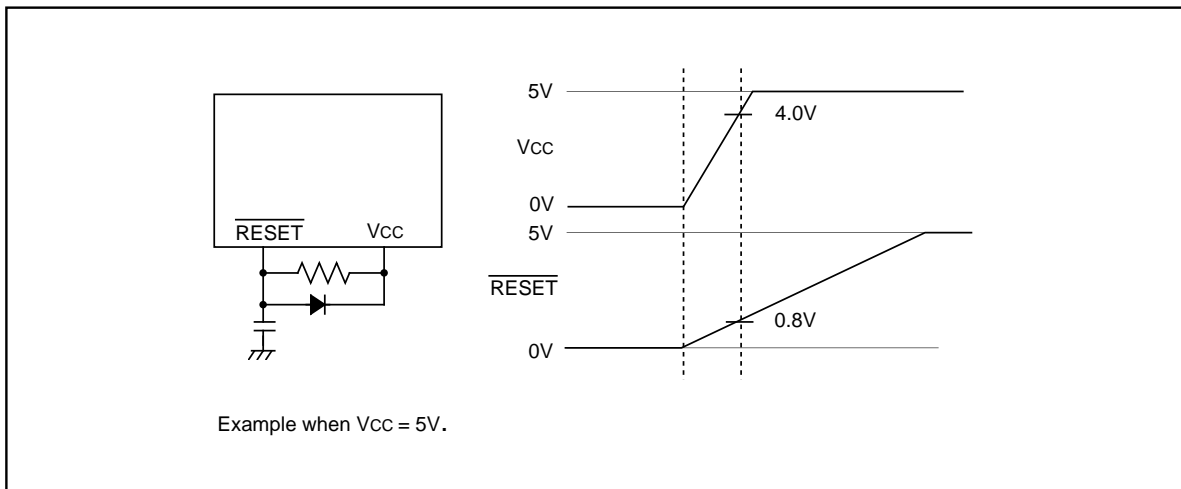 RESET VCC
5V
4.0V
VCC
0V
5V
RESET
0.8V
0V
Example when VCC = 5V.